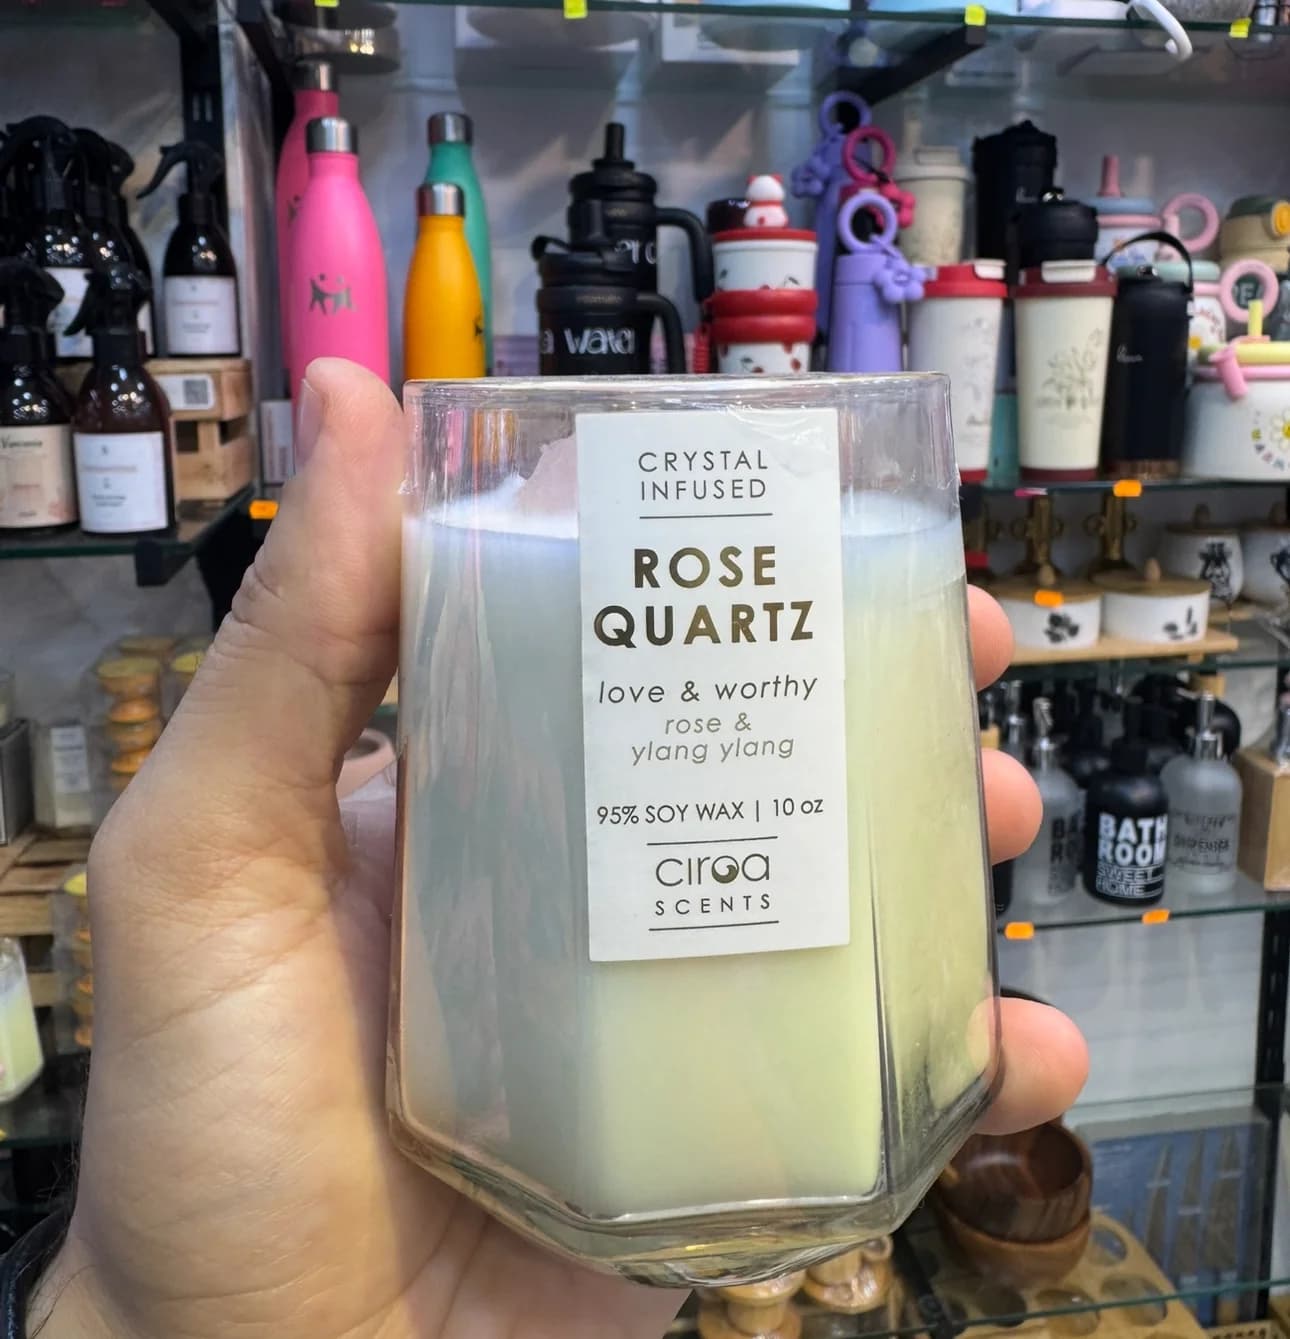 CRYSTAL
INFUSED
ROSE
QUARTZ
love & worthy
rose &
ylang ylang
95% SOY WAX | 10 oz
ciroa
SCENTS
water
BATH
ROOM
SWEET
HOME